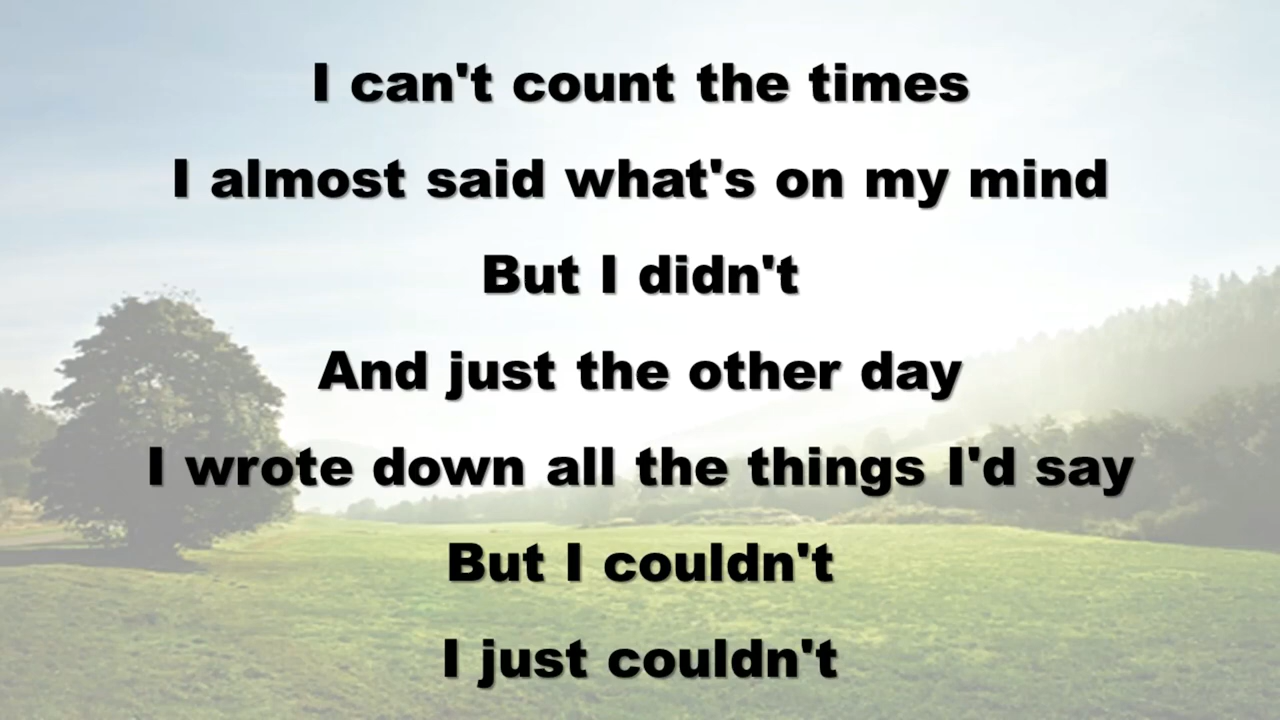 I can't count the times
I almost said what's on my mind
But I didn't
And just the other day
I wrote down all the things I'd say
But I couldn't
I just couldn't